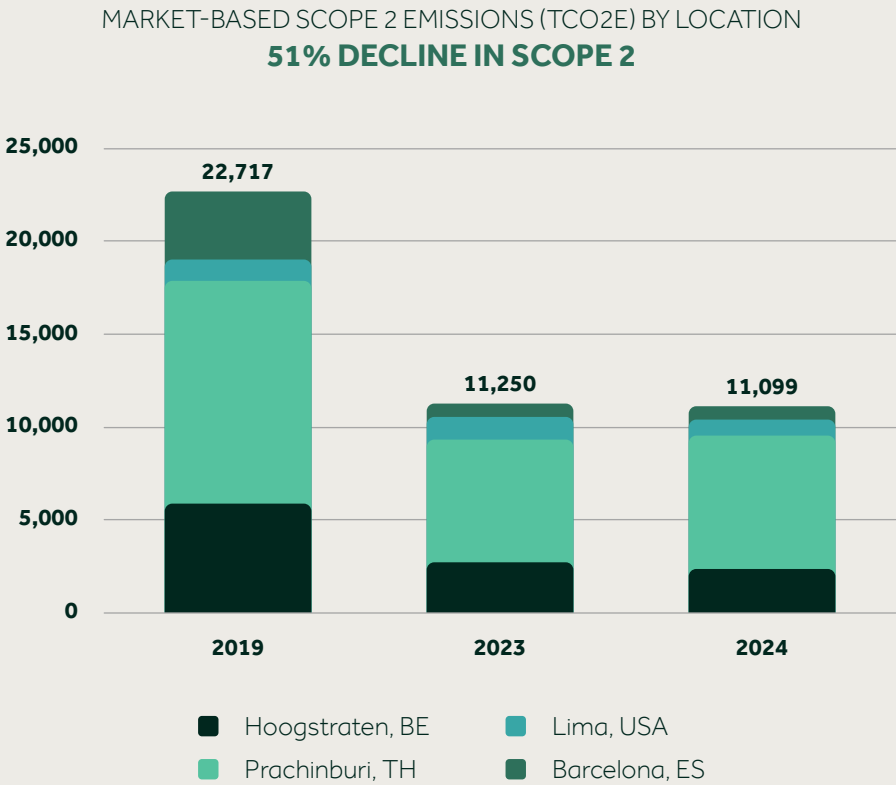 MARKET-BASED SCOPE 2 EMISSIONS (TCO2E) BY LOCATION
51% DECLINE IN SCOPE 2
25,000
22,717
20,000
15,000
11,250
11,099
10,000
5,000
0
2019
2023
2024
Hoogstraten, BE
Lima, USA
Prachinburi, TH
Barcelona, ES